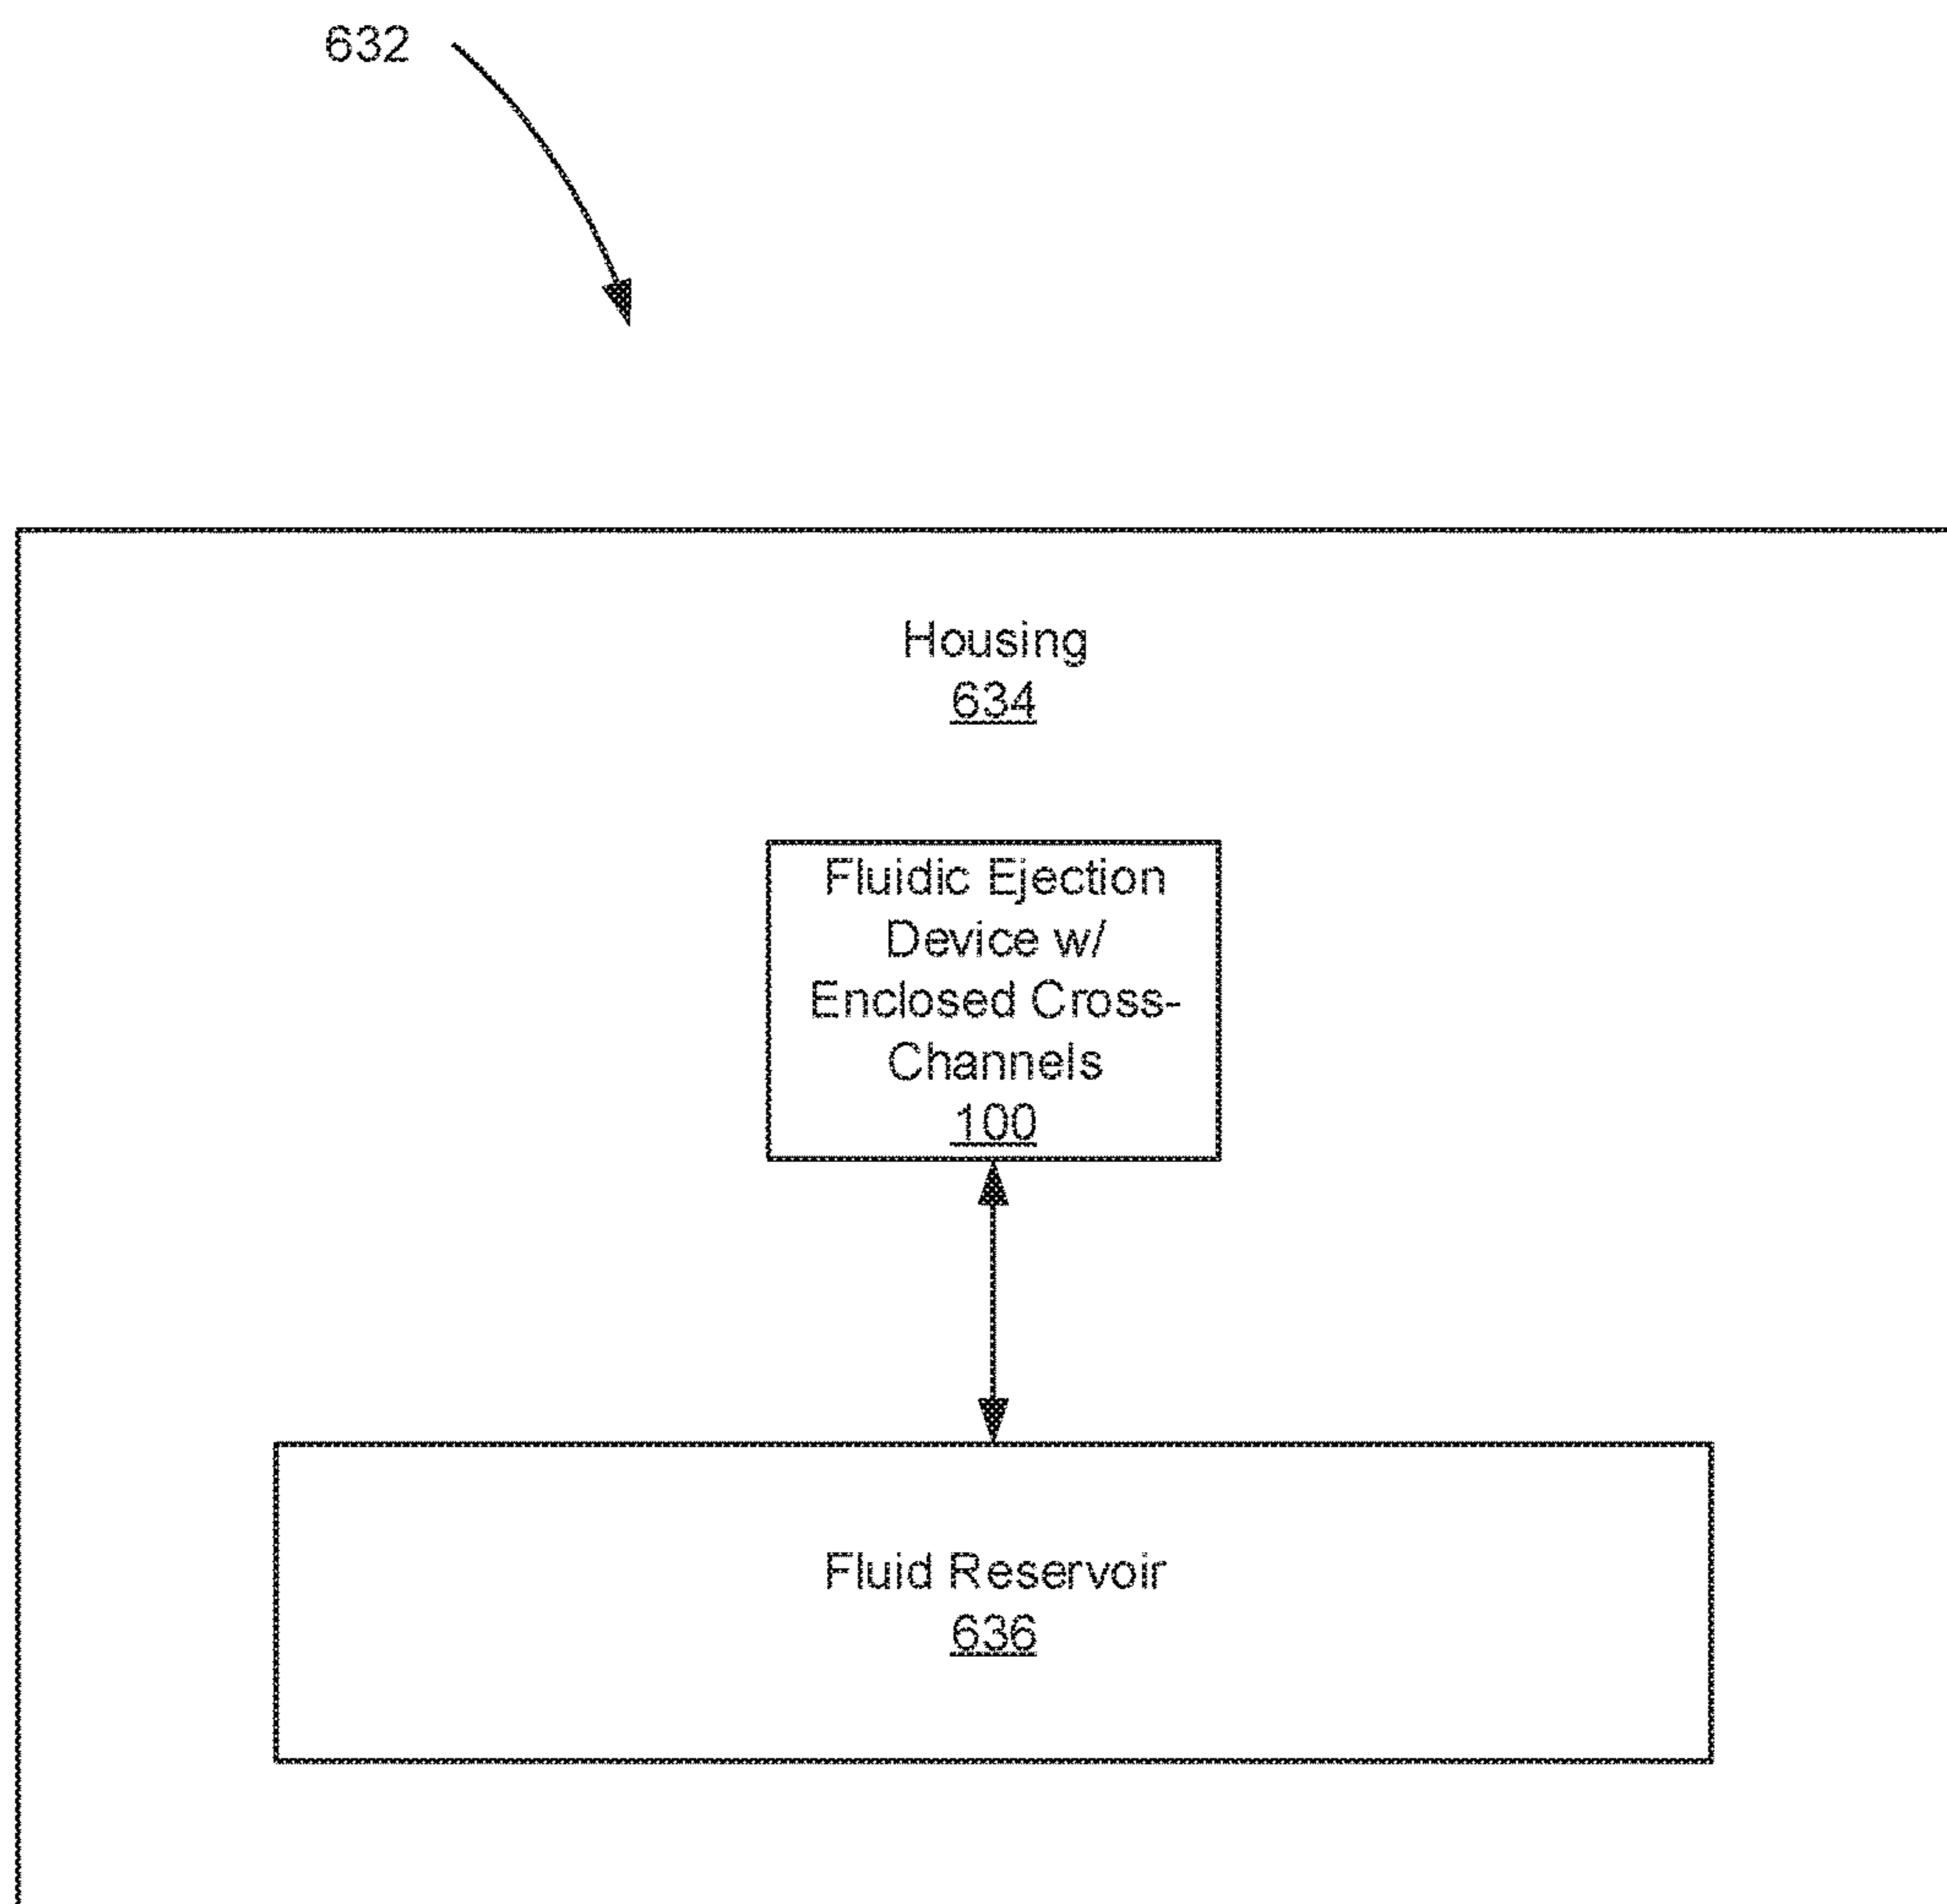 632
Housing
634
Fluidic Ejection
Device w/
Enclosed Cross-
Channels
100
Fluid Reservoir
636